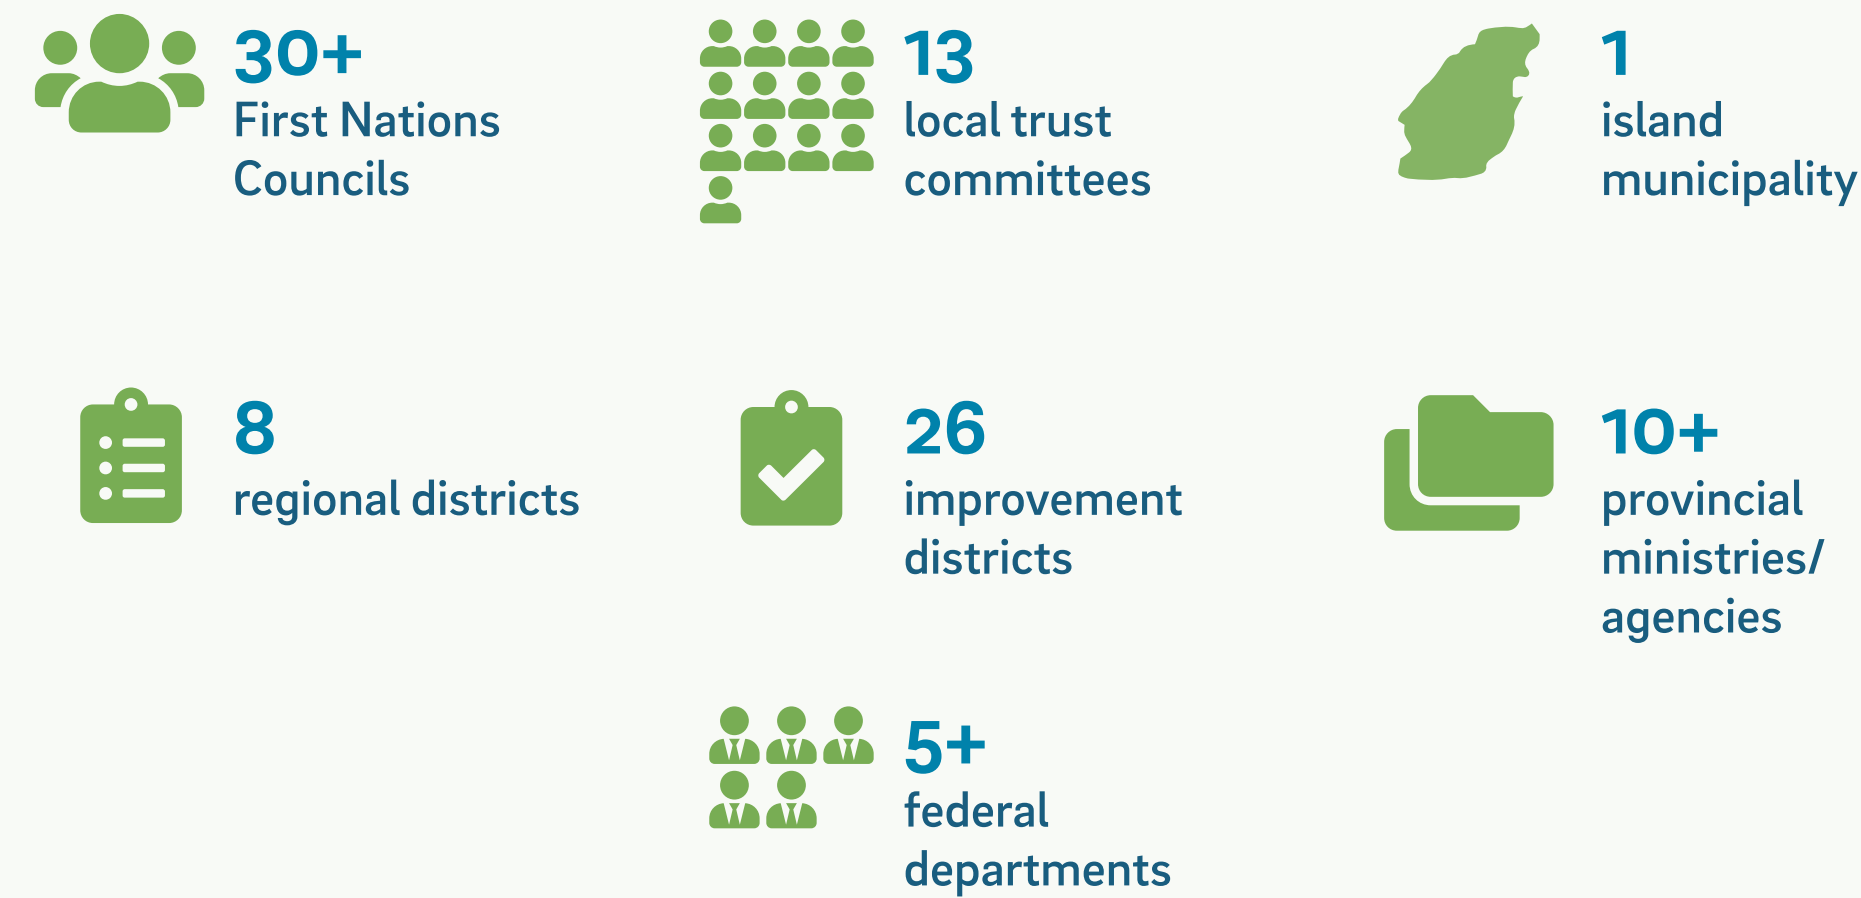 30+
First Nations
Councils
13
local trust
committees
1
island
municipality
8
regional districts
26
improvement
districts
10+
provincial
ministries/
agencies
5+
federal
departments